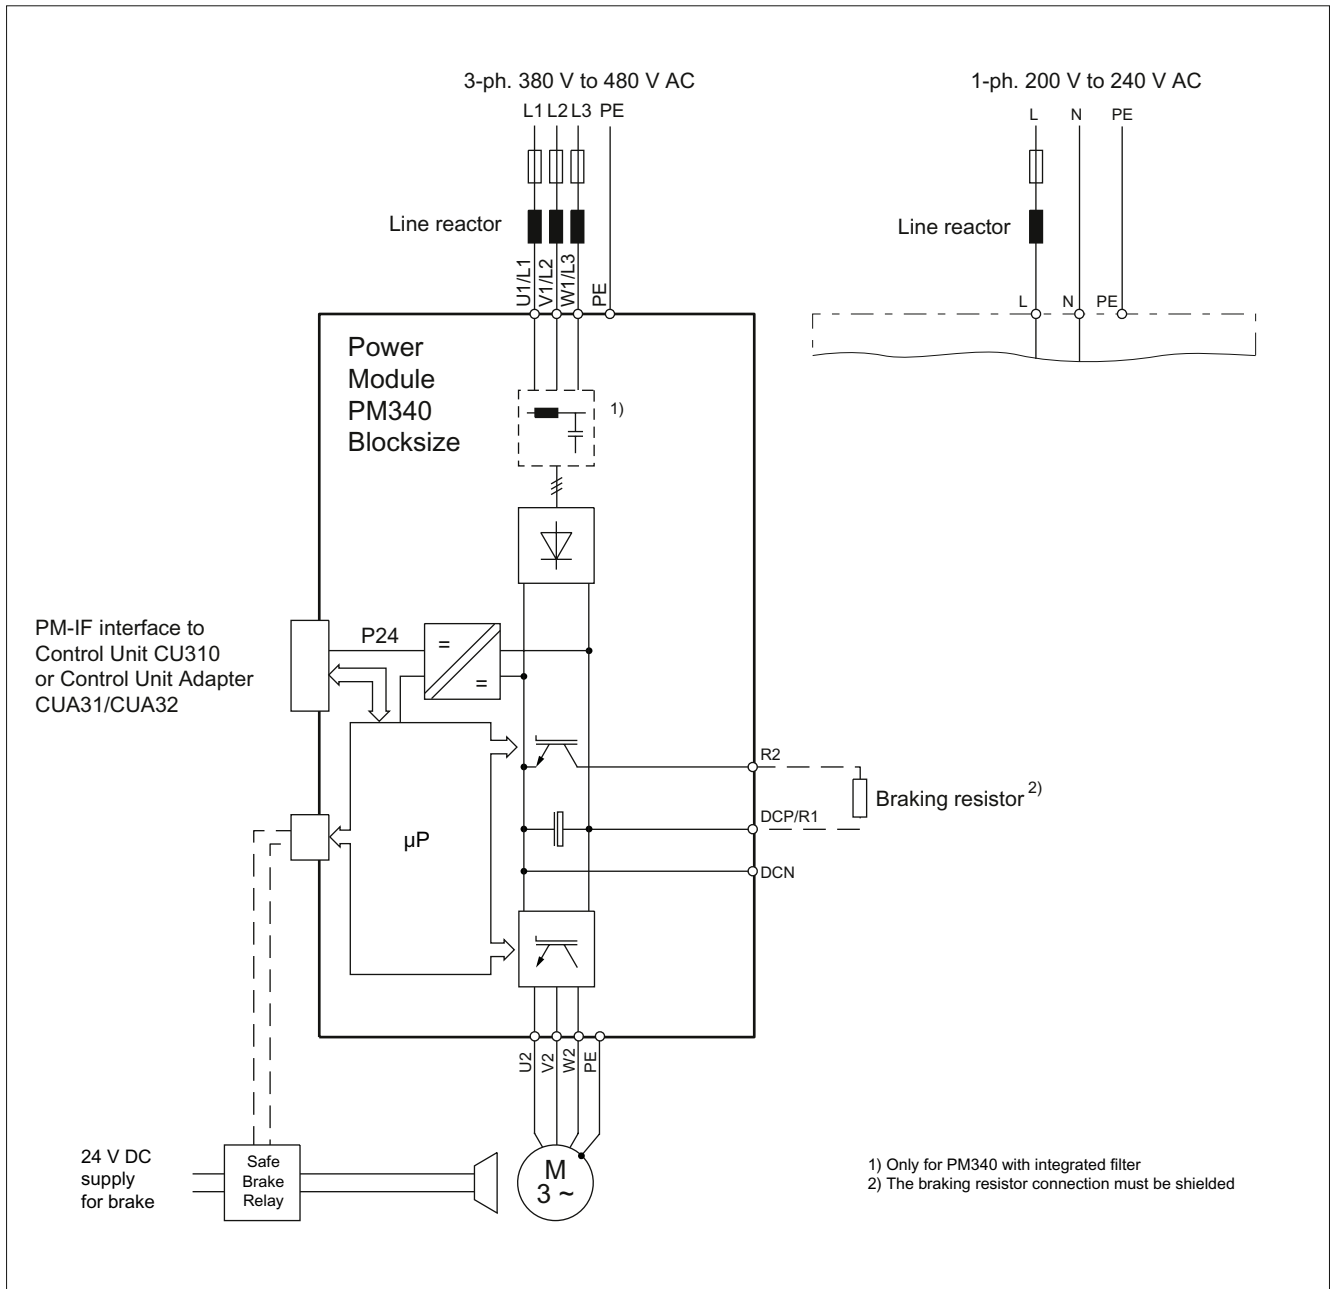 3-ph. 380 V to 480 V AC
L1 L2 L3 PE
Line reactor
U1/L1
V1/L2
W1/L3
PE
1-ph. 200 V to 240 V AC
L N PE
Line reactor
L N PE
Power
Module
PM340
Blocksize
1)
PM-IF interface to
Control Unit CU310
or Control Unit Adapter
CUA31/CUA32
P24
=
=
R2
Braking resistor 2)
DCP/R1
DCN
µP
U2
V2
W2
PE
24 V DC
supply
for brake
Safe
Brake
Relay
M
3 ~
1) Only for PM340 with integrated filter
2) The braking resistor connection must be shielded